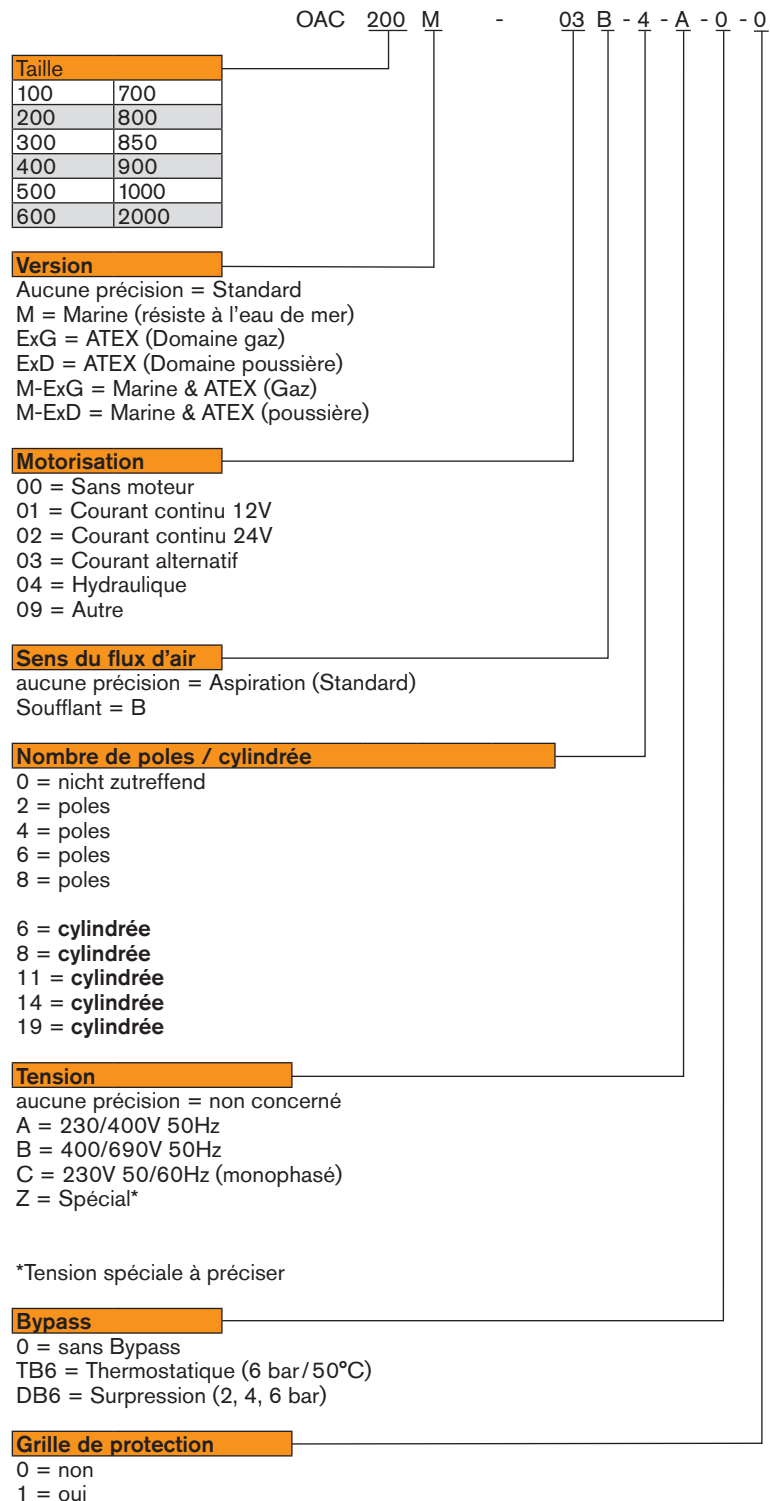 OAC 200 M - 03 B - 4 - A - 0 - 0
Taille
100 700
200 800
300 850
400 900
500 1000
600 2000
Version
Aucune précision = Standard
M = Marine (résiste à l'eau de mer)
ExG = ATEX (Domaine gaz)
ExD = ATEX (Domaine poussière)
M-ExG = Marine & ATEX (Gaz)
M-ExD = Marine & ATEX (poussière)
Motorisation
00 = Sans moteur
01 = Courant continu 12V
02 = Courant continu 24V
03 = Courant alternatif
04 = Hydraulique
09 = Autre
Sens du flux d'air
aucune précision = Aspiration (Standard)
Soufflant = B
Nombre de poles / cylindrée
0 = nicht zutreffend
2 = poles
4 = poles
6 = poles
8 = poles
6 = cylindrée
8 = cylindrée
11 = cylindrée
14 = cylindrée
19 = cylindrée
Tension
aucune précision = non concerné
A = 230/400V 50Hz
B = 400/690V 50Hz
C = 230V 50/60Hz (monophasé)
Z = Spécial*
*Tension spéciale à préciser
Bypass
0 = sans Bypass
TB6 = Thermostatique (6 bar/50°C)
DB6 = Surpression (2, 4, 6 bar)
Grille de protection
0 = non
1 = oui